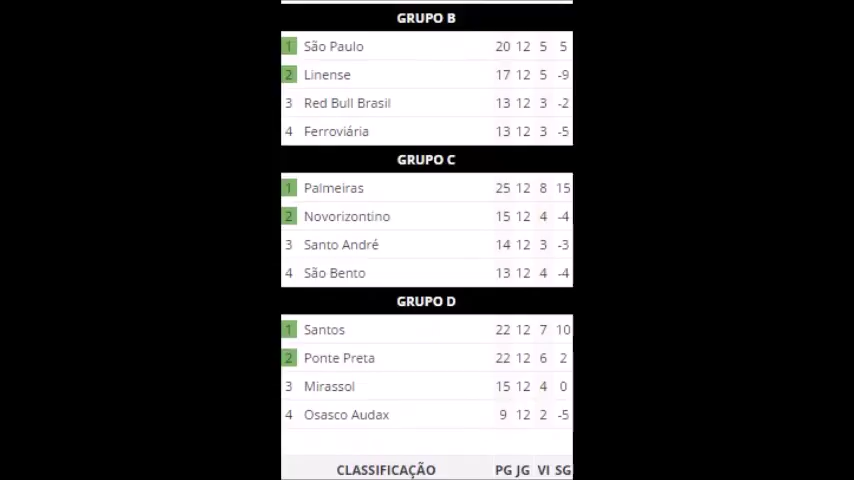 GRUPO B
1 São Paulo 20 12 5 5
2 Linense 17 12 5 -9
3 Red Bull Brasil 13 12 3 -2
4 Ferroviária 13 12 3 -5
GRUPO C
1 Palmeiras 25 12 8 15
2 Novorizontino 15 12 4 -4
3 Santo André 14 12 3 -3
4 São Bento 13 12 4 -4
GRUPO D
1 Santos 22 12 7 10
2 Ponte Preta 22 12 6 2
3 Mirassol 15 12 4 0
4 Osasco Audax 9 12 2 -5
CLASSIFICAÇÃO PG JG VI SG